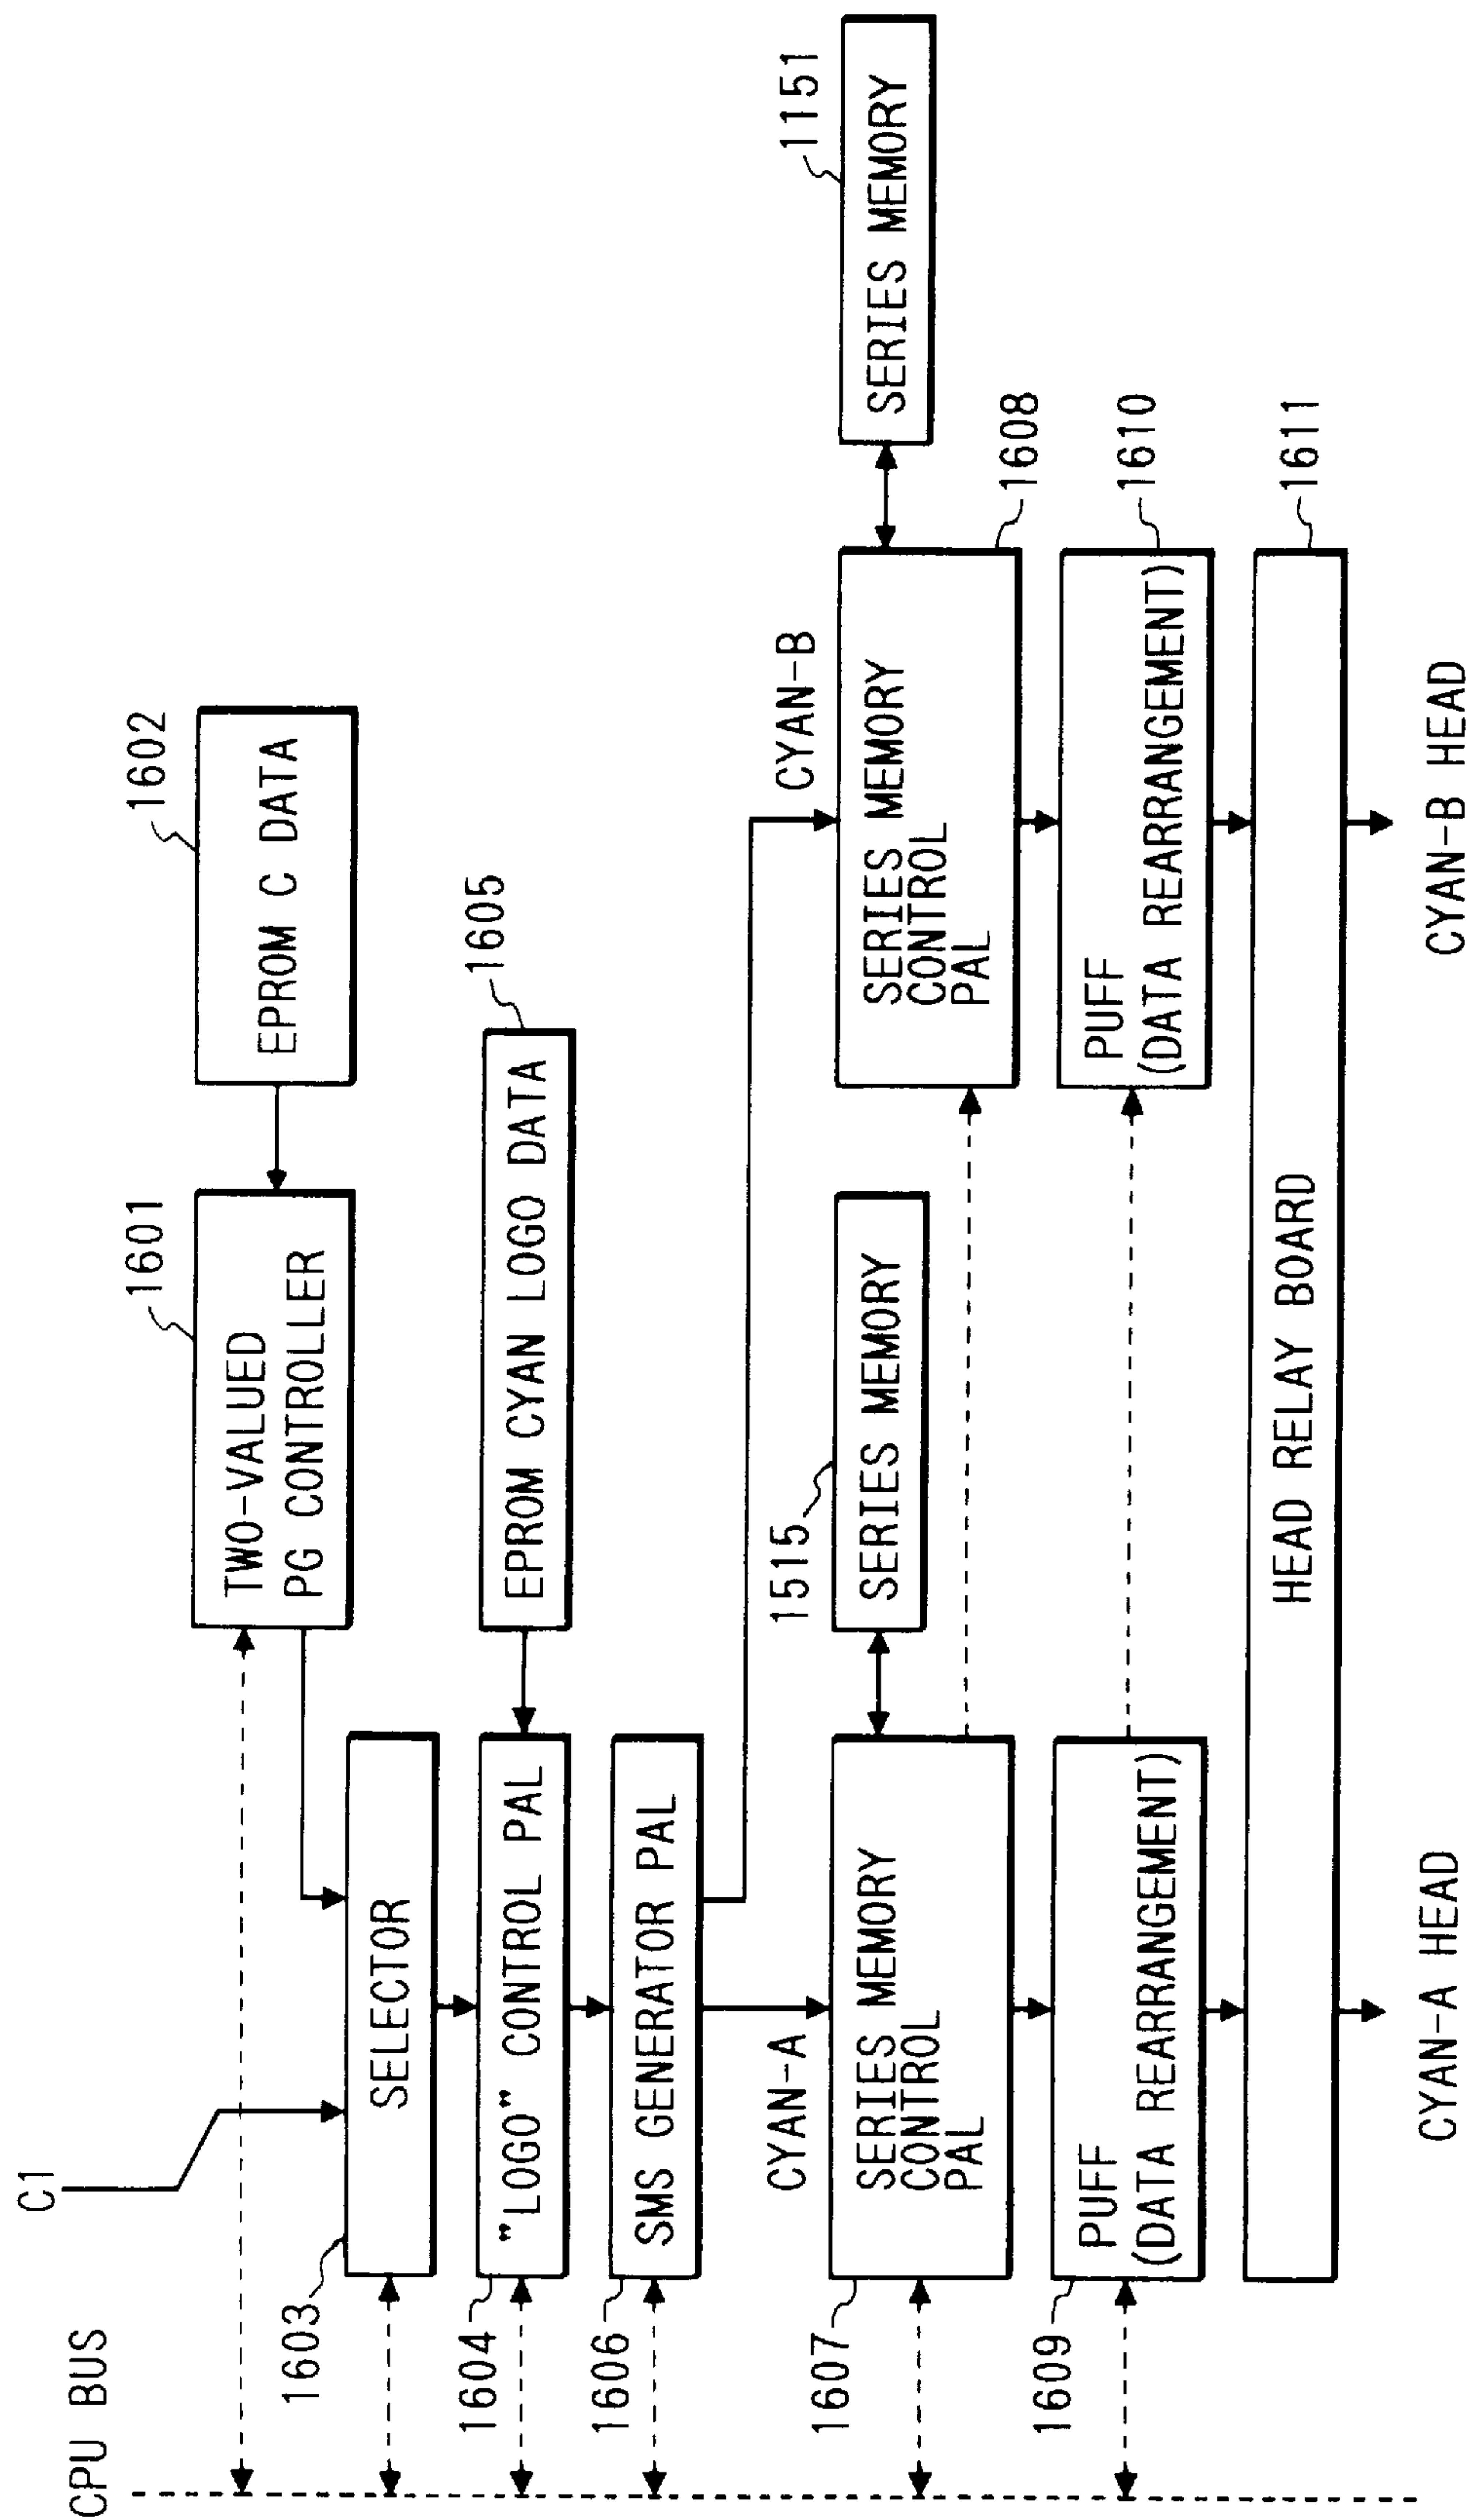 CPU BUS
C1
1601
TWO-VALUED
PG CONTROLLER
1602
EPROM C DATA
1603
SELECTOR
1604
"LOGO" CONTROL PAL
1605
EPROM CYAN LOGO DATA
1606
SMS GENERATOR PAL
CYAN-A
CYAN-B
1607
SERIES MEMORY
CONTROL
PAL
1515
SERIES MEMORY
SERIES MEMORY
CONTROL
PAL
1608
1151
SERIES MEMORY
1609
PUFF
(DATA REARRANGEMENT)
PUFF
(DATA REARRANGEMENT)
1610
HEAD RELAY BOARD
1611
CYAN-A HEAD
CYAN-B HEAD